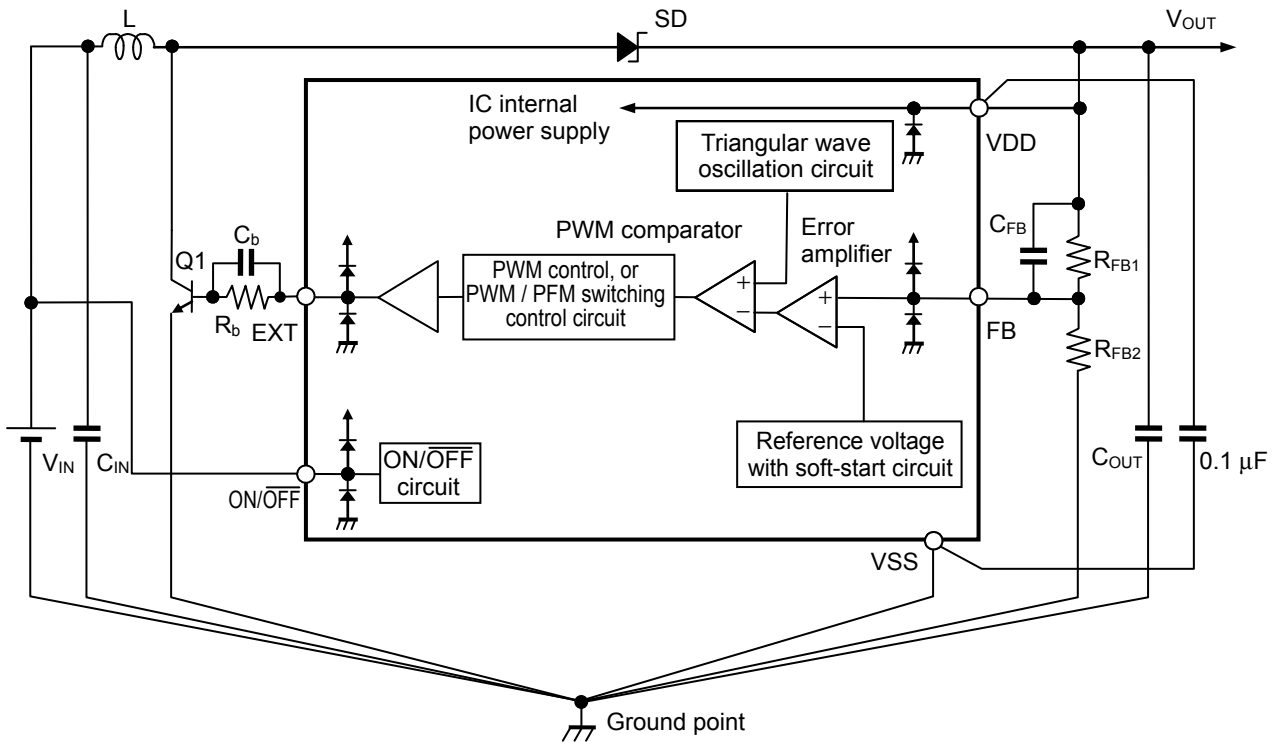 L
SD
VOUT
IC internal
power supply
VDD
Triangular wave
oscillation circuit
CFB
RFB1
PWM comparator
Error
amplifier
Cb
Q1
Rb
EXT
PWM control, or
PWM / PFM switching
control circuit
+
−
+
−
FB
RFB2
VIN
CIN
ON/OFF
ON/OFF
circuit
Reference voltage
with soft-start circuit
COUT
0.1 µF
VSS
Ground point